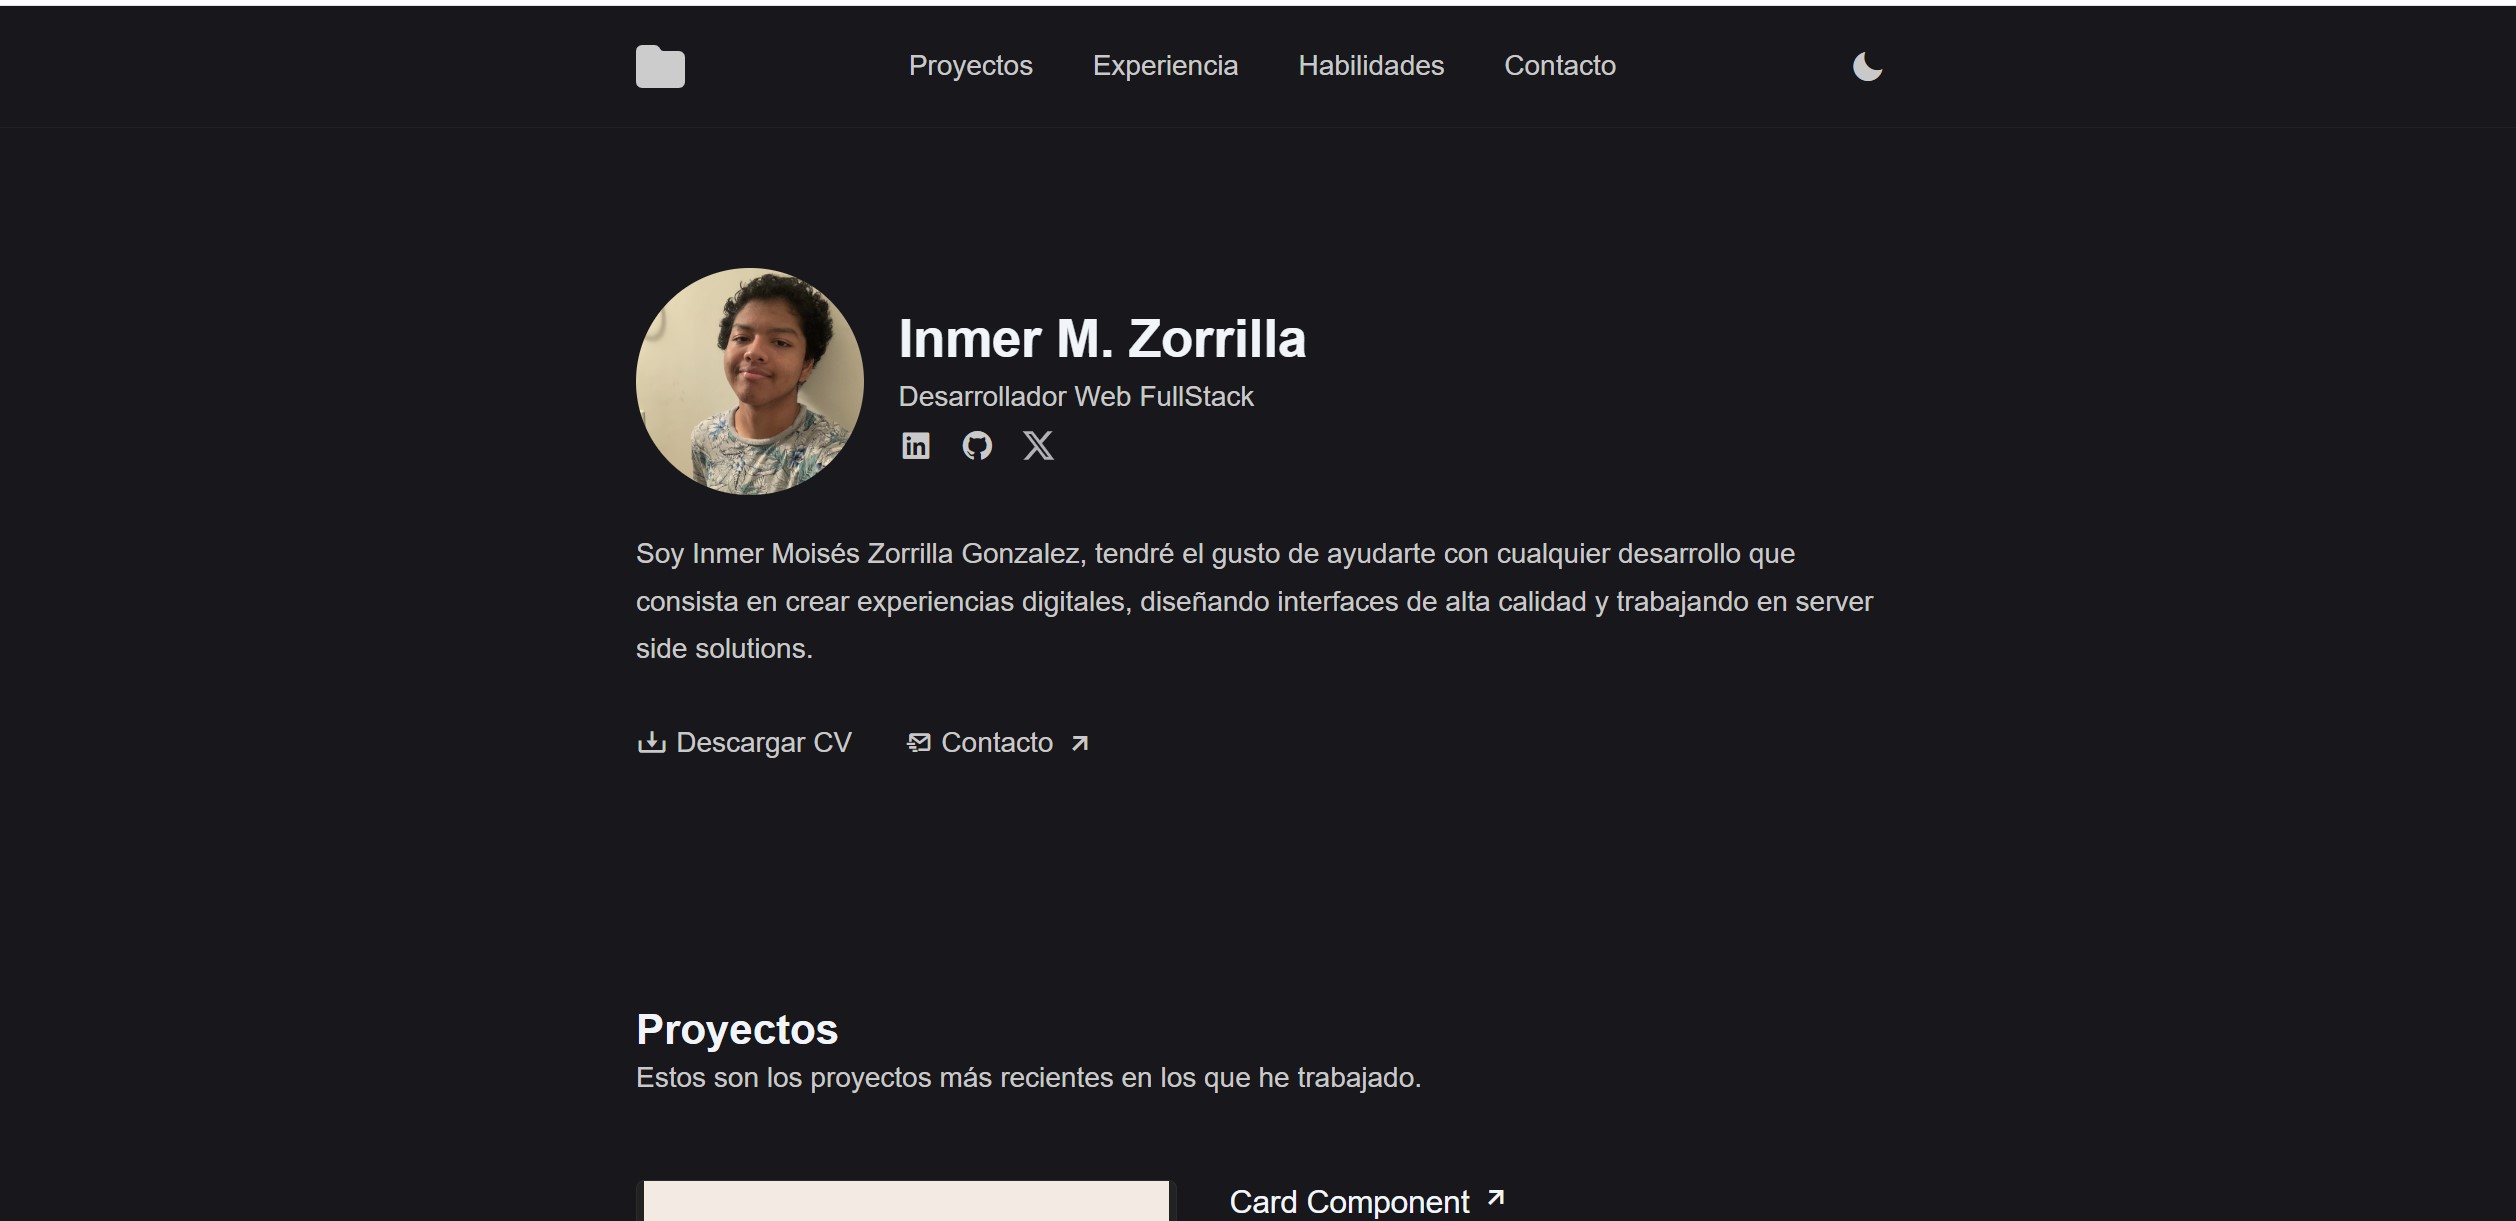 Proyectos Experiencia Habilidades Contacto
Inmer M. Zorrilla
Desarrollador Web FullStack
in
Soy Inmer Moisés Zorrilla Gonzalez, tendré el gusto de ayudarte con cualquier desarrollo que
consista en crear experiencias digitales, diseñando interfaces de alta calidad y trabajando en server
side solutions.
Descargar CV Contacto
Proyectos
Estos son los proyectos más recientes en los que he trabajado.
Card Component